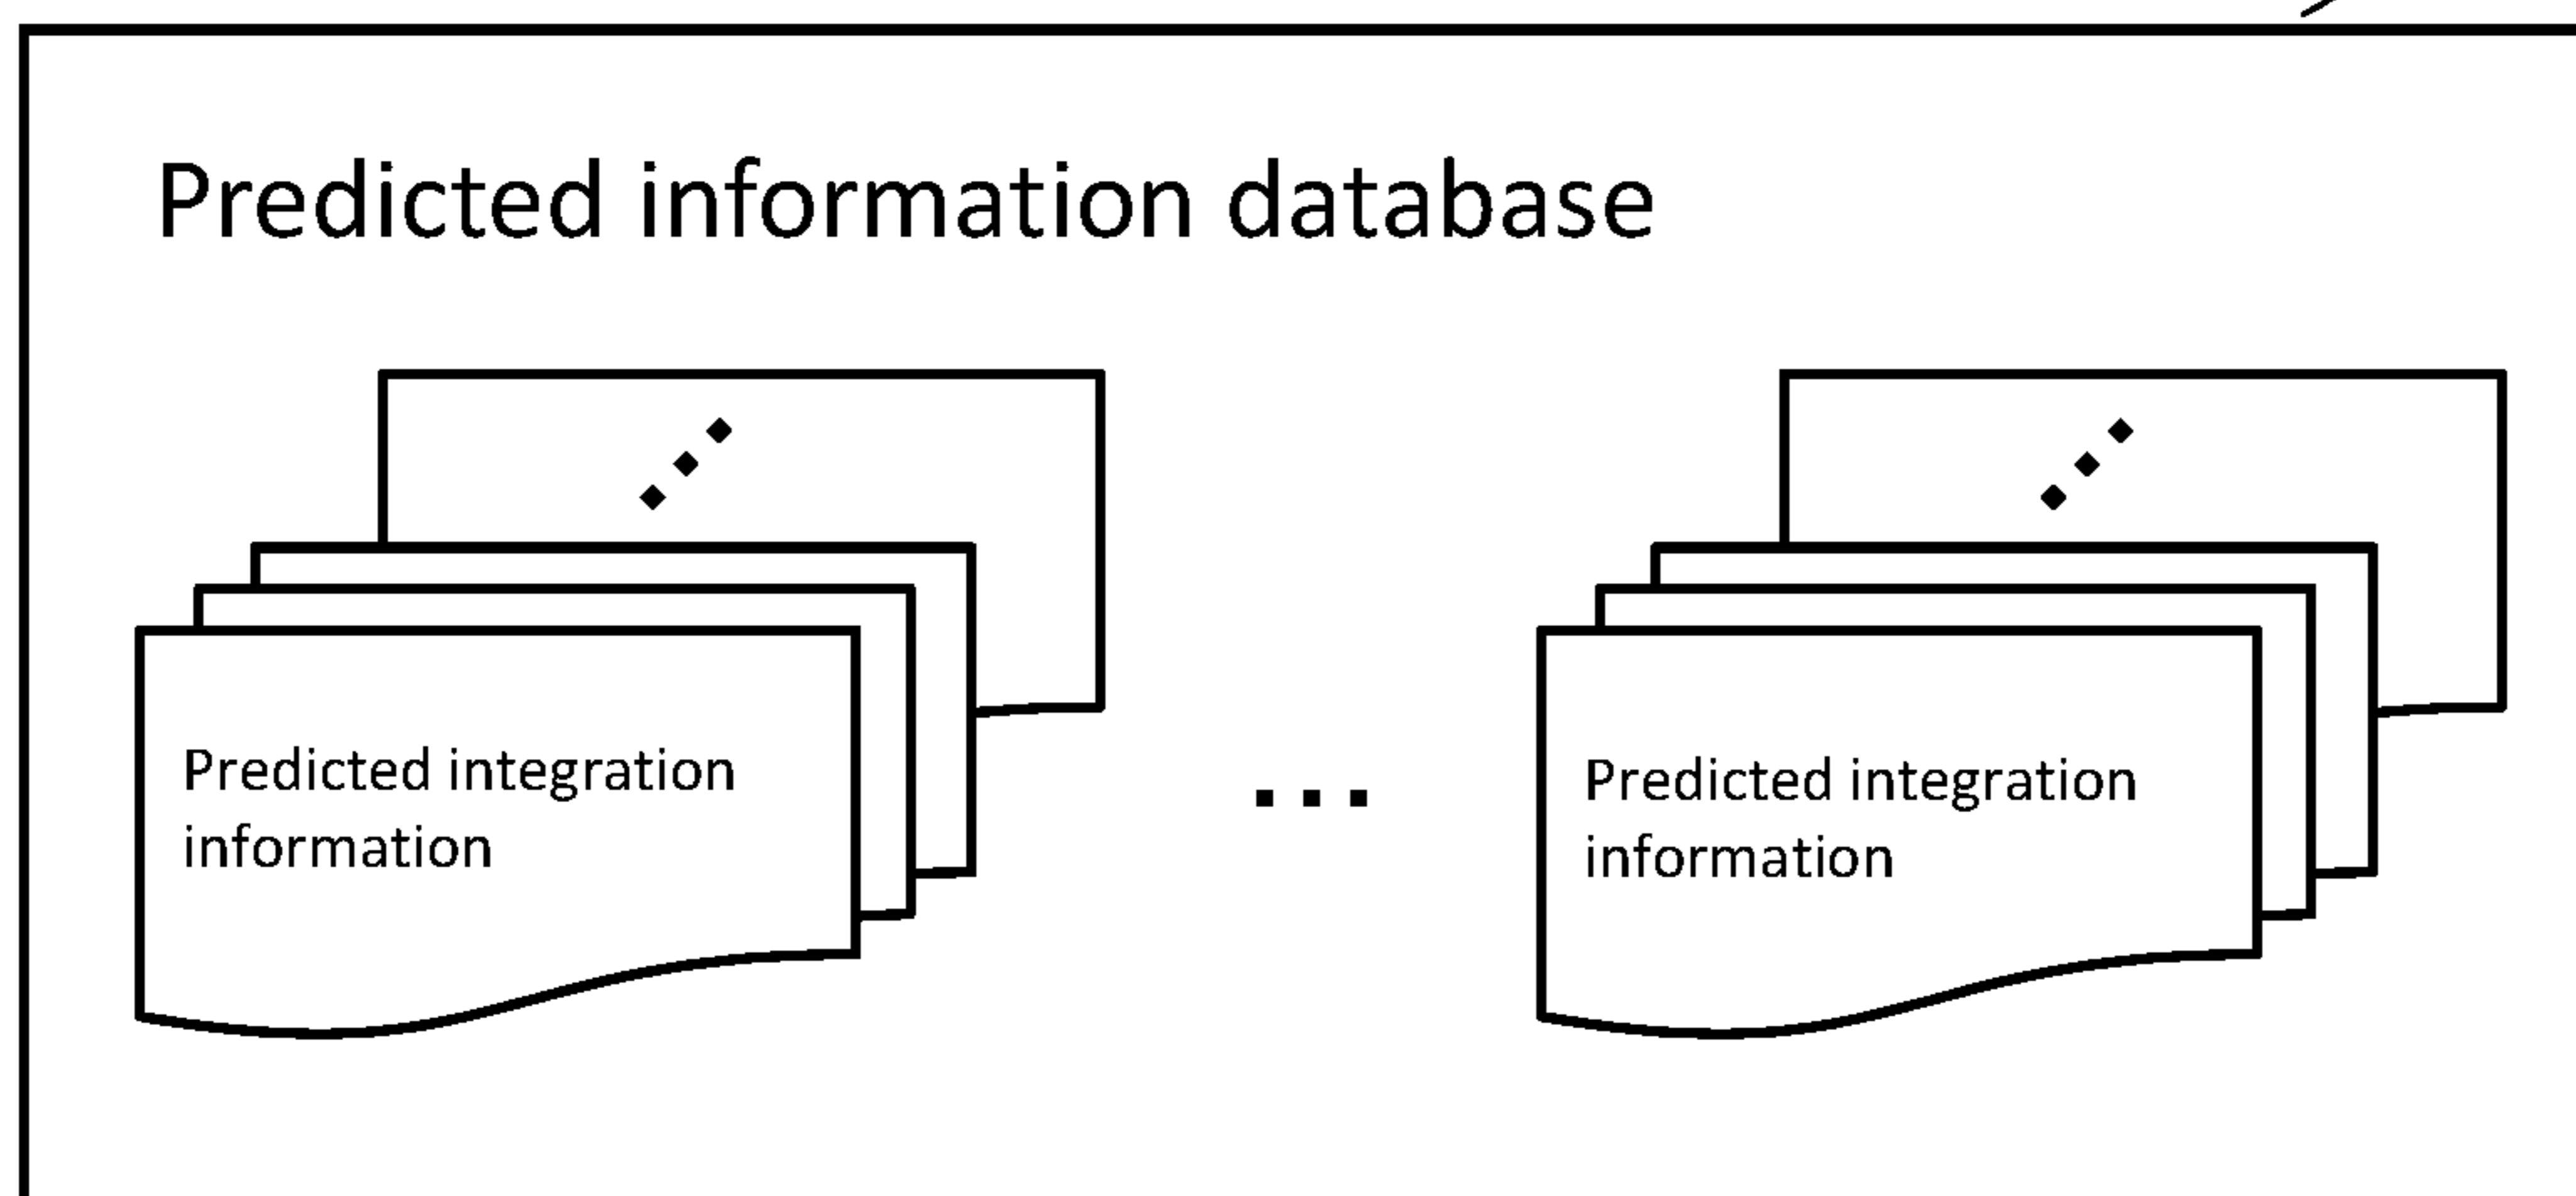 Predicted information database
Predicted integration
information
...
Predicted integration
information